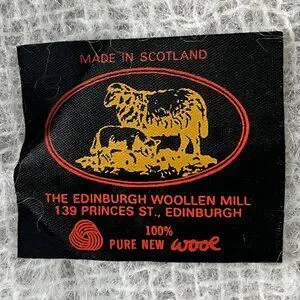 MADE IN SCOTLAND
THE EDINBURGH WOOLLEN MILL
139 PRINCES ST., EDINBURGH
100%
PURE NEW wool